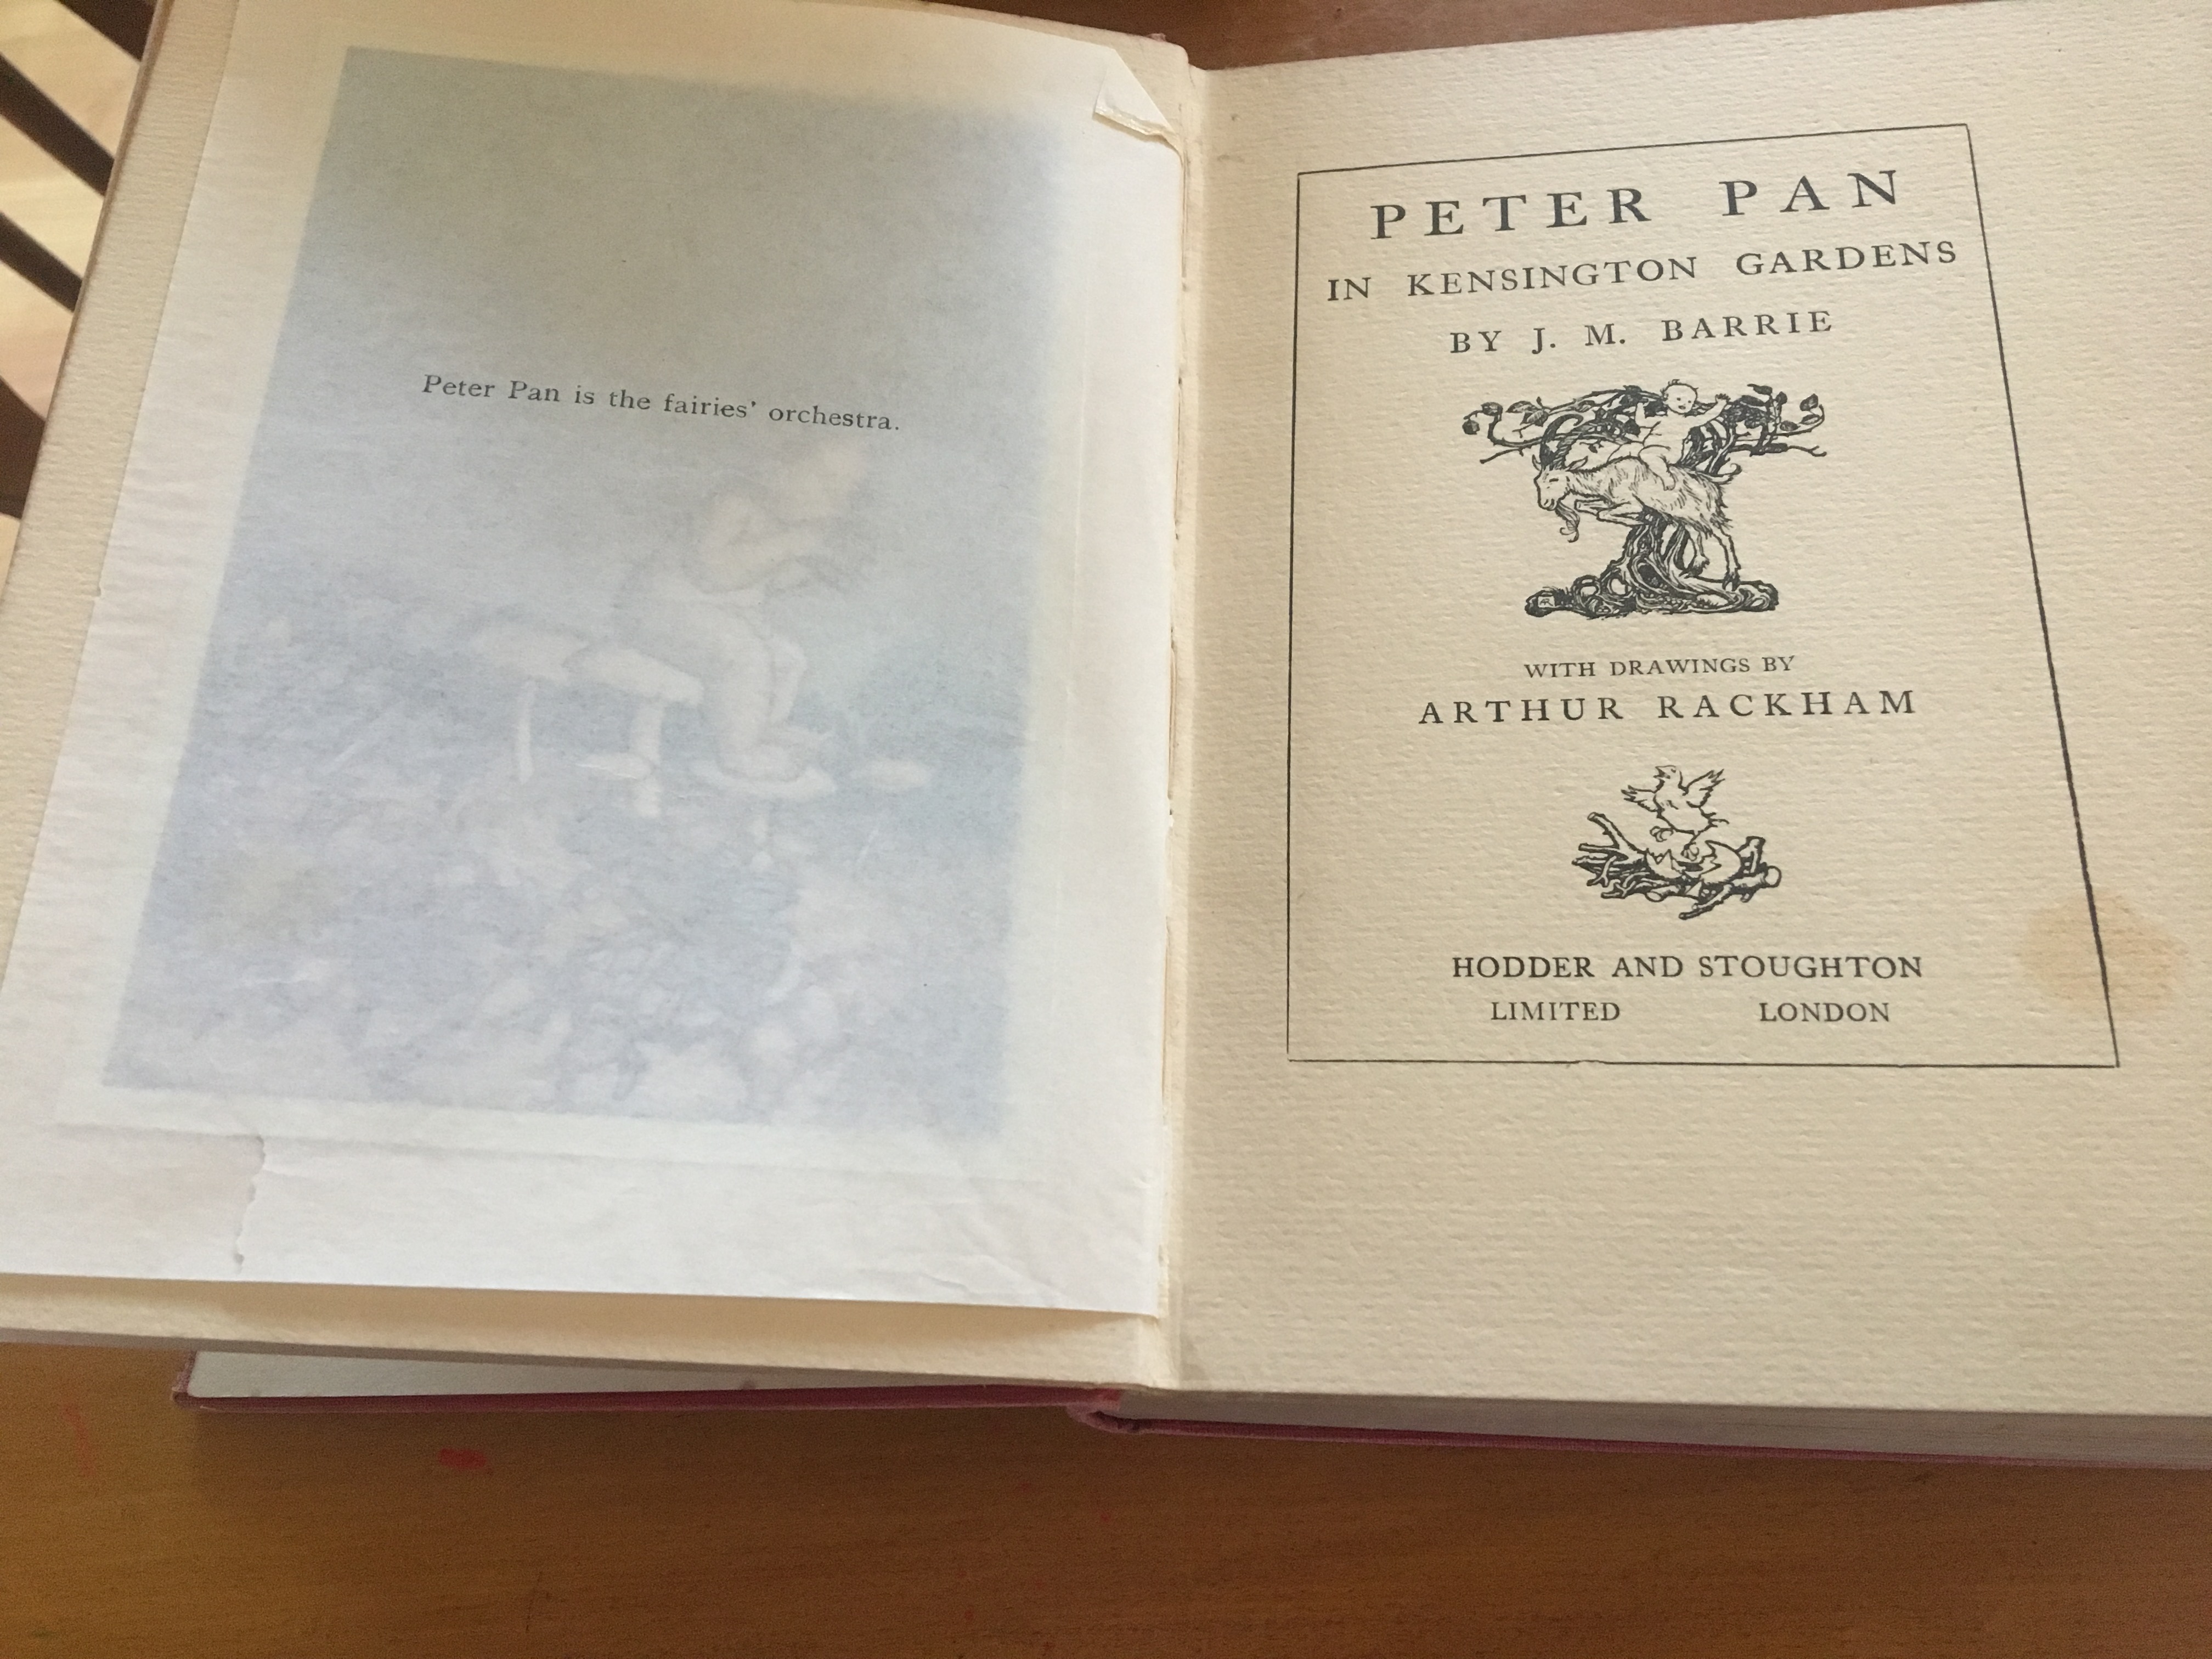 Peter Pan is the fairies' orchestra.
PETER PAN
IN KENSINGTON GARDENS
BY J. M. BARRIE
WITH DRAWINGS BY
ARTHUR RACKHAM
HODDER AND STOUGHTON
LIMITED LONDON